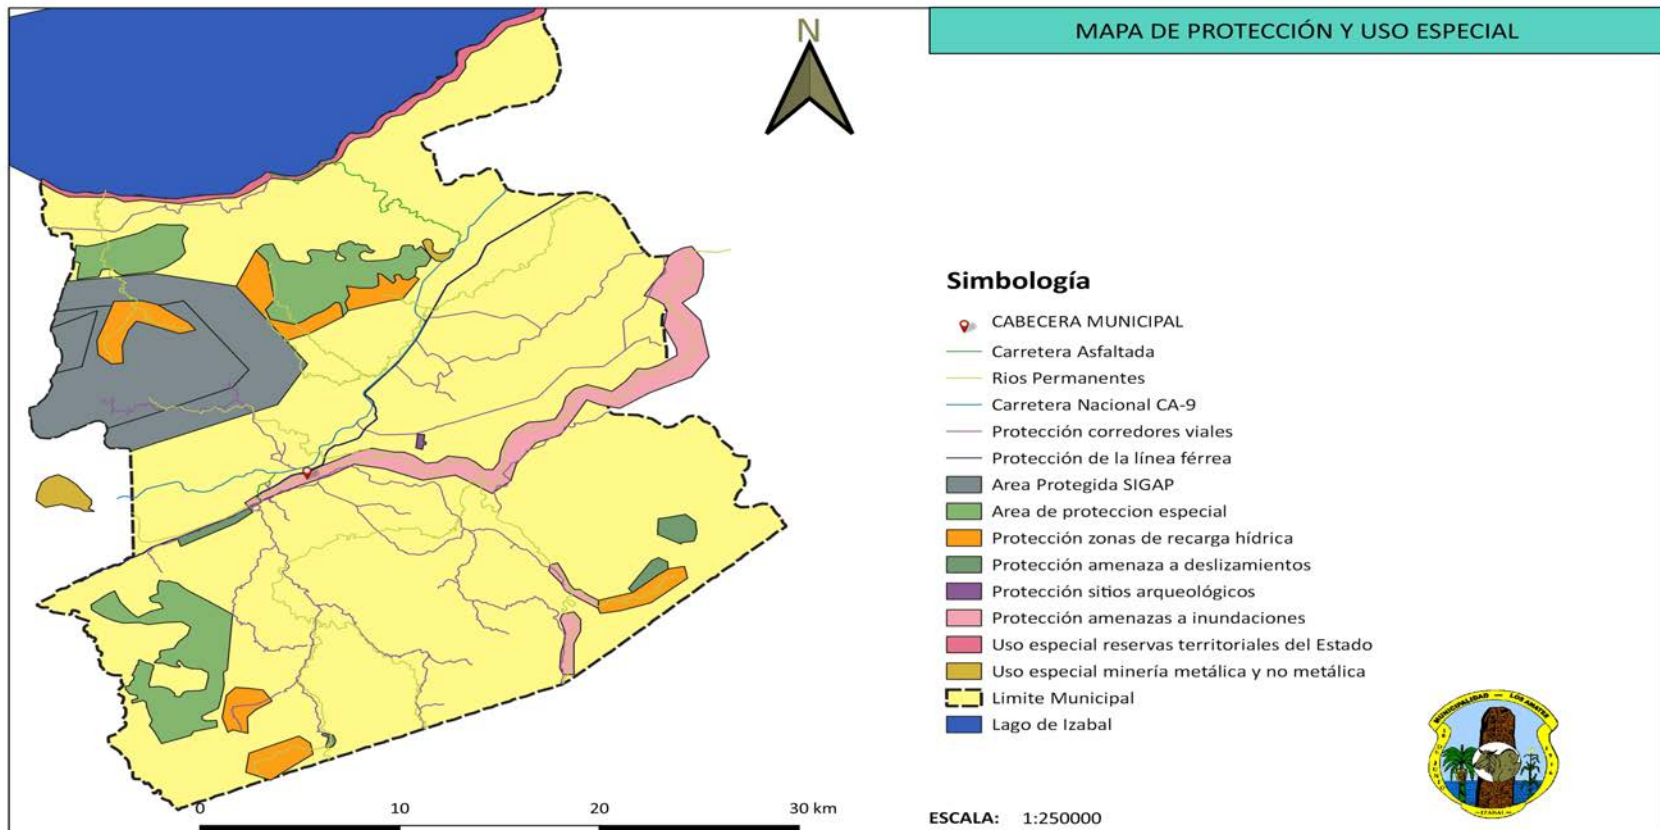 MAPA DE PROTECCIÓN Y USO ESPECIAL
N
Simbología
CABECERA MUNICIPAL
Carretera Asfaltada
Rios Permanentes
Carretera Nacional CA-9
Protección corredores viales
Protección de la línea férrea
Area Protegida SIGAP
Area de proteccion especial
Protección zonas de recarga hídrica
Protección amenaza a deslizamientos
Protección sitios arqueológicos
Protección amenazas a inundaciones
Uso especial reservas territoriales del Estado
Uso especial minería metálica y no metálica
Limite Municipal
Lago de Izabal
MUNICIPALIDAD — LOS AMATES
IZABAL
0 10 20 30 km
ESCALA: 1:250000